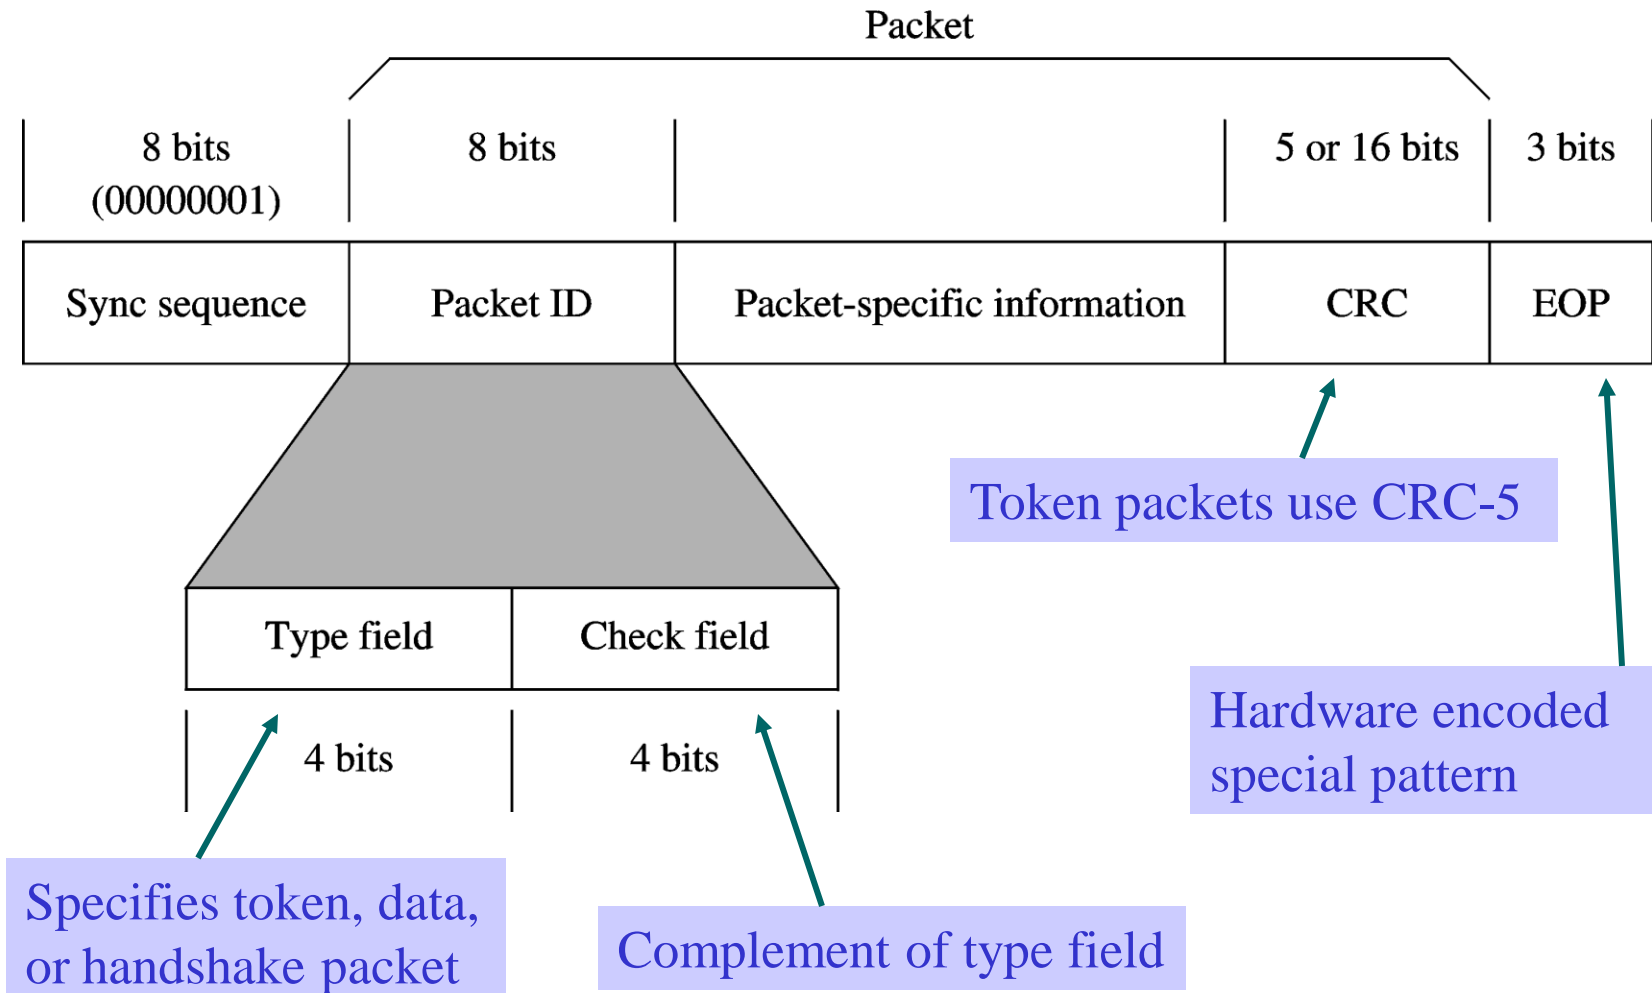 Packet
8 bits
(00000001)
8 bits
5 or 16 bits
3 bits
Sync sequence
Packet ID
Packet-specific information
CRC
EOP
Token packets use CRC-5
Type field
Check field
4 bits
4 bits
Hardware encoded
special pattern
Specifies token, data,
or handshake packet
Complement of type field